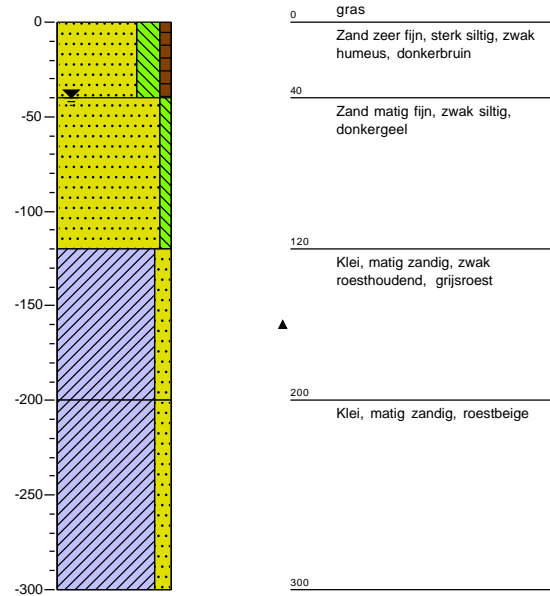 gras
0
0
Zand zeer fijn, sterk siltig, zwak
humeus, donkerbruin
40
-50
Zand matig fijn, zwak siltig,
donkergeel
-100
120
Klei, matig zandig, zwak
roesthoudend, grijsroest
-150
-200
200
Klei, matig zandig, roestbeige
-250
-300
300